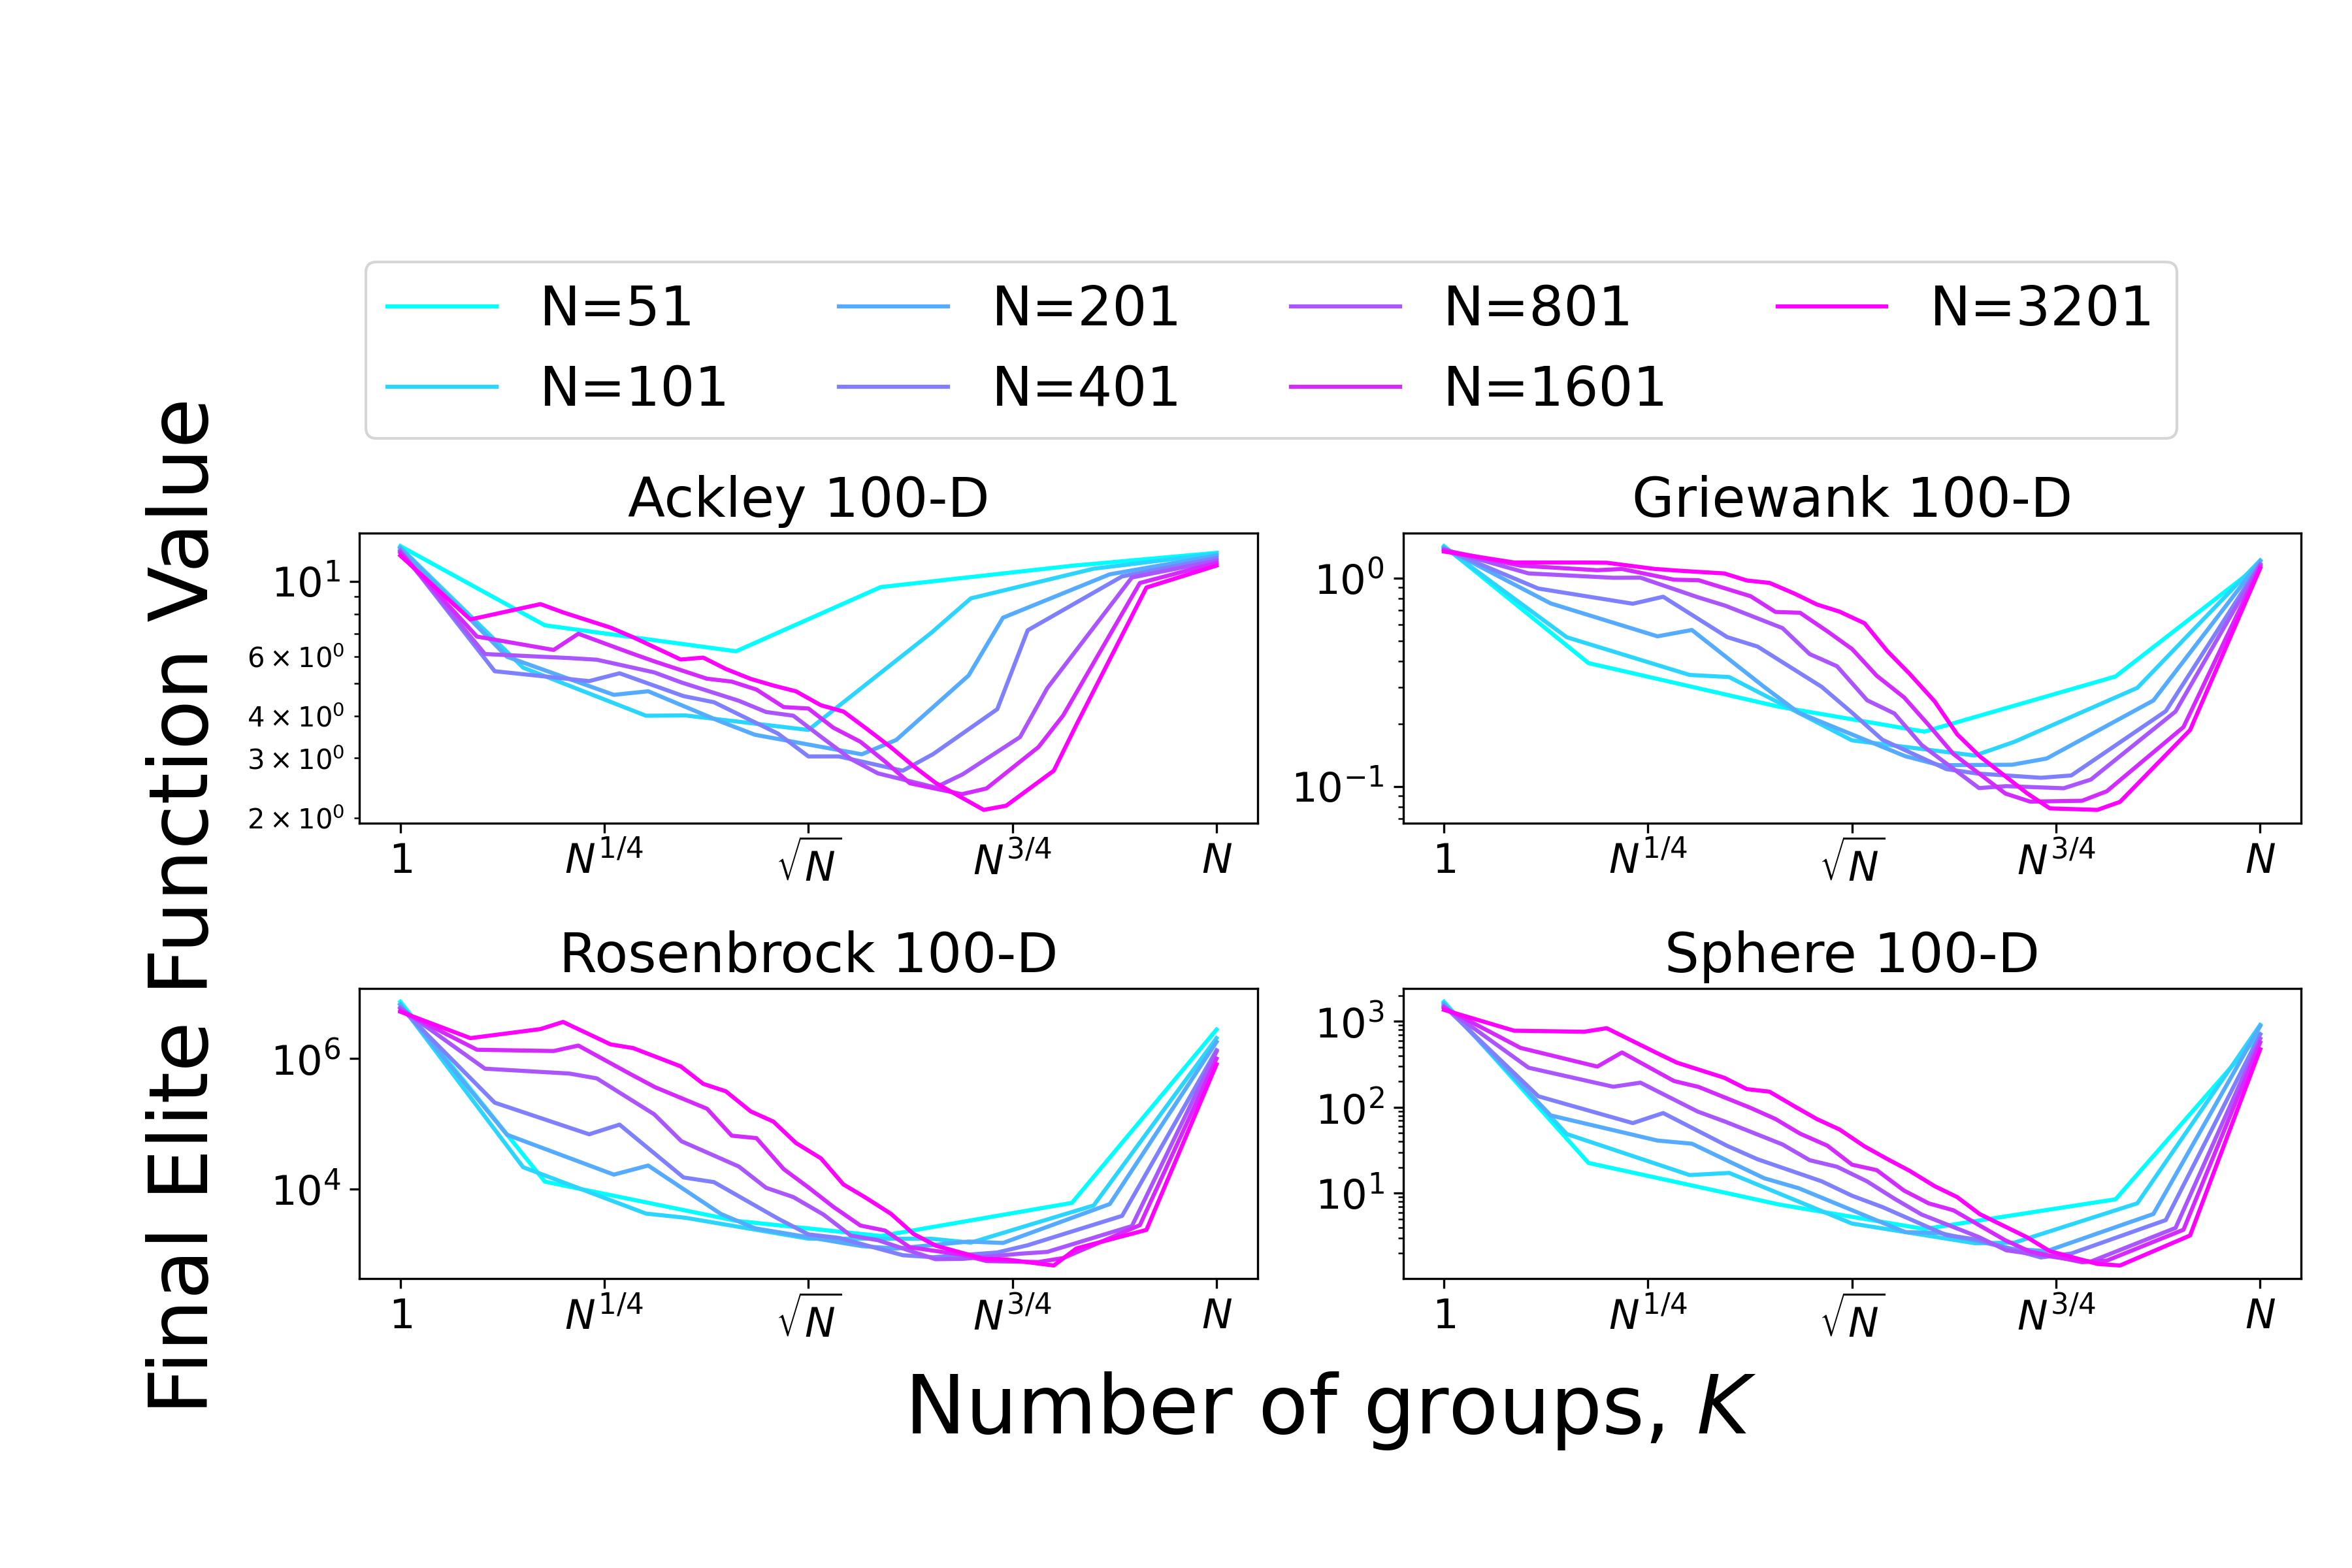 N=51 N=201 N=801 N=3201
N=101 N=401 N=1601
Final Elite Function Value
Ackley 100-D
10¹
6 × 10⁰
4 × 10⁰
3 × 10⁰
2 × 10⁰
1 N^{1/4} √N N^{3/4} N
Griewank 100-D
10⁰
10⁻¹
1 N^{1/4} √N N^{3/4} N
Rosenbrock 100-D
10⁶
10⁴
1 N^{1/4} √N N^{3/4} N
Sphere 100-D
10³
10²
10¹
1 N^{1/4} √N N^{3/4} N
Number of groups, K